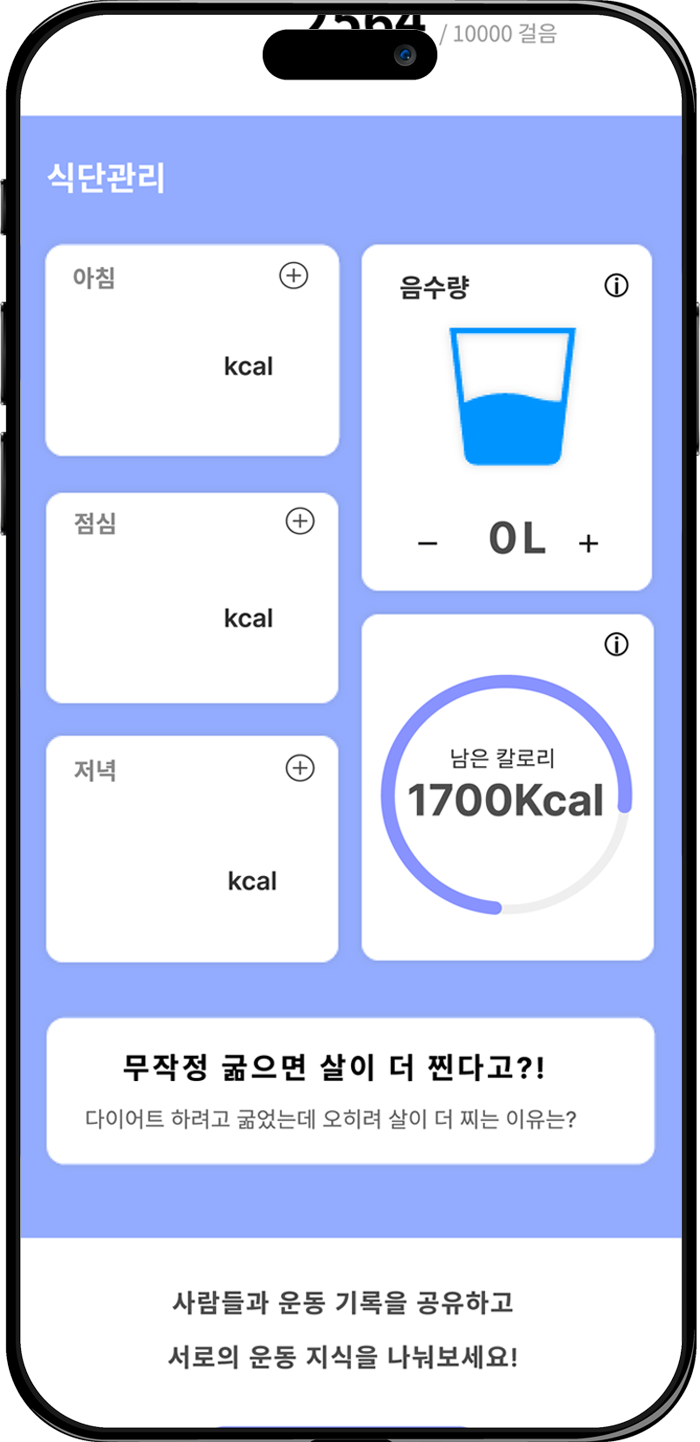 / 10000 걸음
식단관리
아침
kcal
음수량
점심
kcal
– 0L +
저녁
kcal
남은 칼로리
1700Kcal
무작정 굶으면 살이 더 찐다고?!
다이어트 하려고 굶었는데 오히려 살이 더 찌는 이유는?
사람들과 운동 기록을 공유하고
서로의 운동 지식을 나눠보세요!